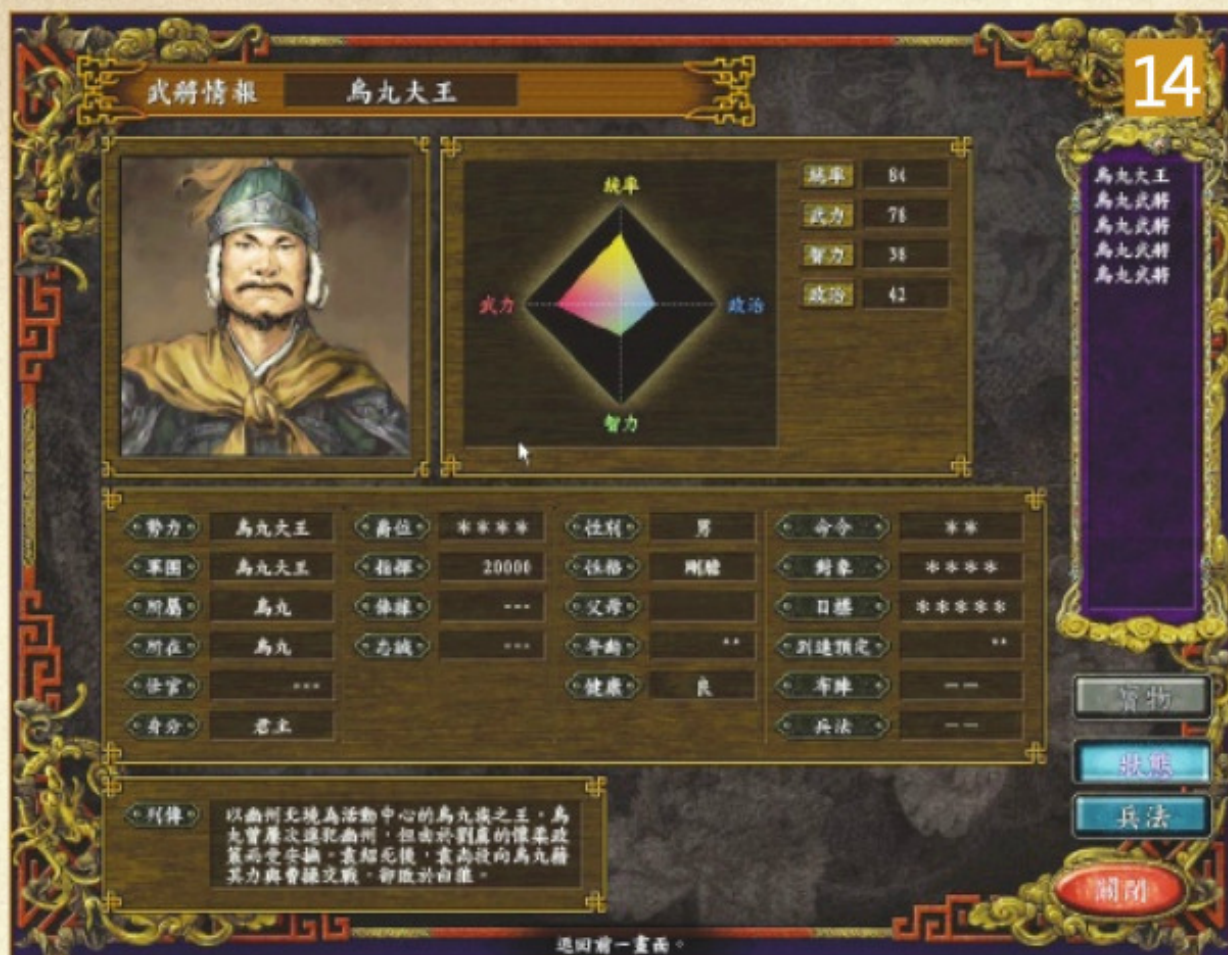 14
武將情報 烏丸大王
統率
武力
政治
智力
統率 84
武力 78
智力 38
政治 42
烏丸大王
烏丸武將
烏丸武將
烏丸武將
烏丸武將
勢力 烏丸大王 爵位 **** 性別 男 命令 **
軍團 烏丸大王 指揮 20000 性格 剛膽 對象 ****
所屬 烏丸 俸祿 --- 父母 目標 *****
所在 烏丸 忠誠 --- 年齡 ** 到達預定 **
任官 --- 健康 良 布陣 --
身分 君主 兵法 --
寶物
狀態
兵法
關閉
列傳 以幽州北境為活動中心的烏丸族之王。烏
丸曾屢次進犯幽州,但由於劉虞的懷柔政
策而受安撫。袁紹死後,袁尚投向烏丸藉
其力與曹操交戰,卻敗於白狼。
退回前一畫面。